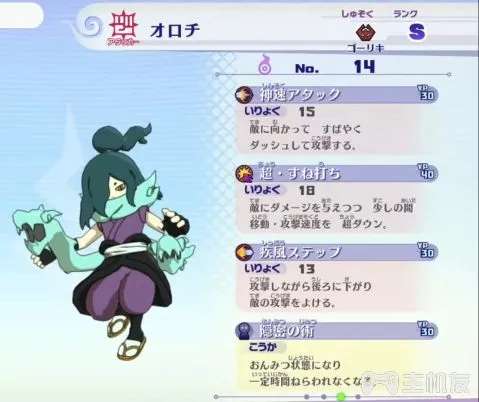 アタッカー オロチ
しゅぞく ランク
ゴーリキ S
No. 14
神速アタック YP 30
いりょく 15
敵に向かって すばやく
ダッシュして攻撃する。
超・すね打ち YP 40
いりょく 18
敵にダメージを与えつつ 少しの間
移動・攻撃速度を 超ダウン。
疾風ステップ YP 30
いりょく 13
攻撃しながら後ろに下がり
敵の攻撃をよける。
隠密の術 YP 30
こうか
おんみつ状態になり
一定時間ねらわれなくな
主机友